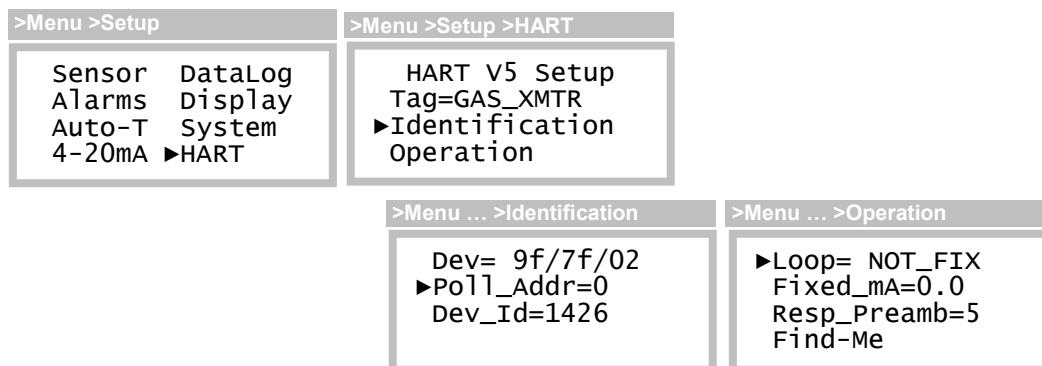 >Menu >Setup
Sensor DataLog
Alarms Display
Auto-T System
4-20mA ►HART
>Menu >Setup >HART
HART V5 Setup
Tag=GAS_XMTR
►Identification
Operation
>Menu … >Identification
Dev= 9f/7f/02
►Poll_Addr=0
Dev_Id=1426
>Menu … >Operation
►Loop= NOT_FIX
Fixed_mA=0.0
Resp_Preamb=5
Find-Me